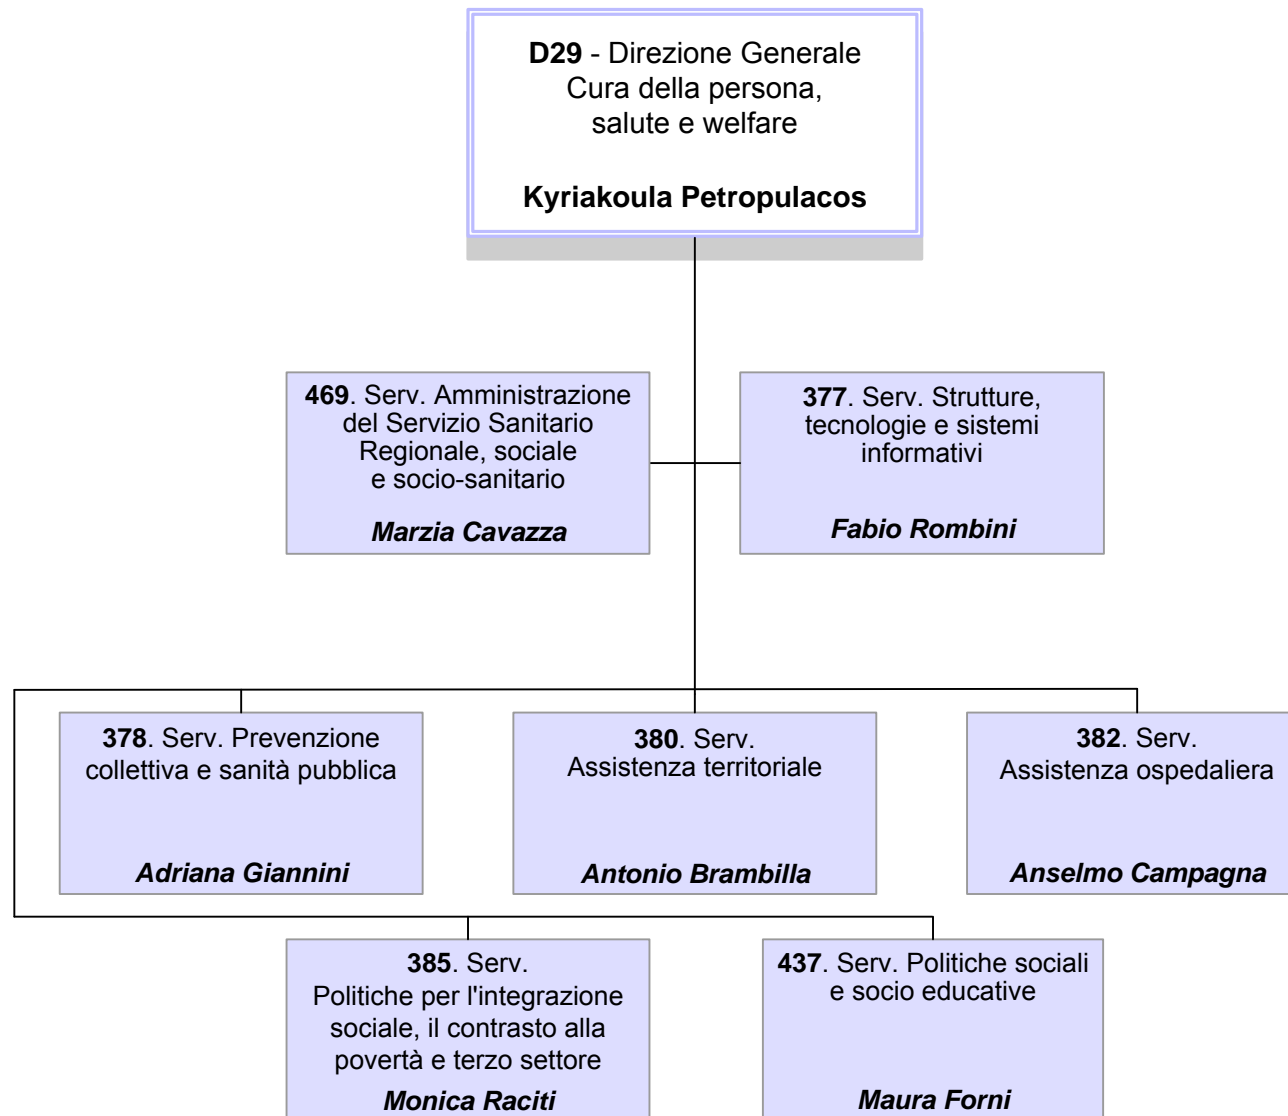 D29 - Direzione Generale
Cura della persona,
salute e welfare
Kyriakoula Petropulacos
469. Serv. Amministrazione
del Servizio Sanitario
Regionale, sociale
e socio-sanitario
Marzia Cavazza
377. Serv. Strutture,
tecnologie e sistemi
informativi
Fabio Rombini
378. Serv. Prevenzione
collettiva e sanità pubblica
Adriana Giannini
380. Serv.
Assistenza territoriale
Antonio Brambilla
382. Serv.
Assistenza ospedaliera
Anselmo Campagna
385. Serv.
Politiche per l'integrazione
sociale, il contrasto alla
povertà e terzo settore
Monica Raciti
437. Serv. Politiche sociali
e socio educative
Maura Forni